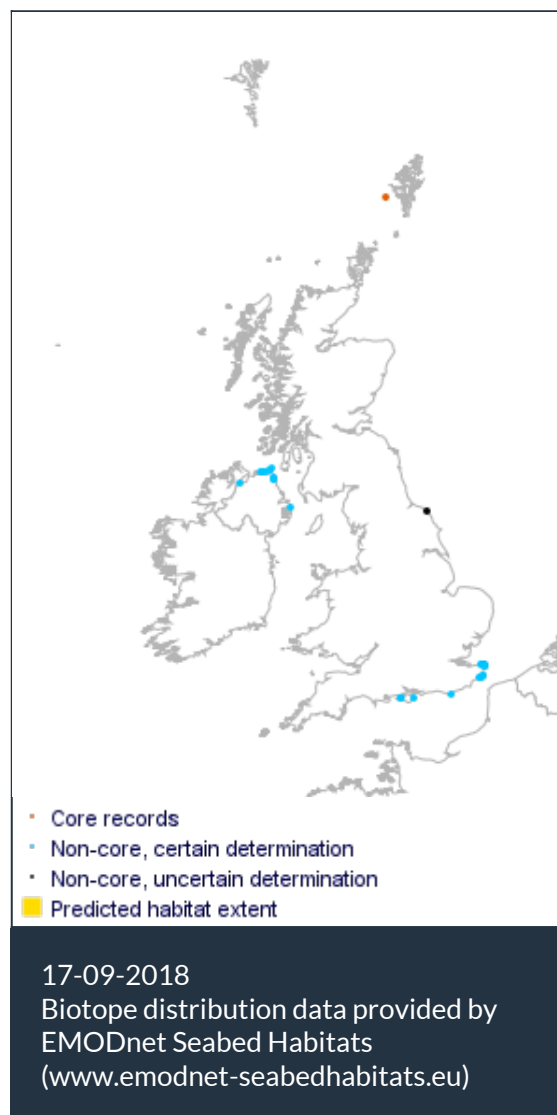 Core records
Non-core, certain determination
Non-core, uncertain determination
Predicted habitat extent
17-09-2018
Biotope distribution data provided by
EMODnet Seabed Habitats
(www.emodnet-seabedhabitats.eu)